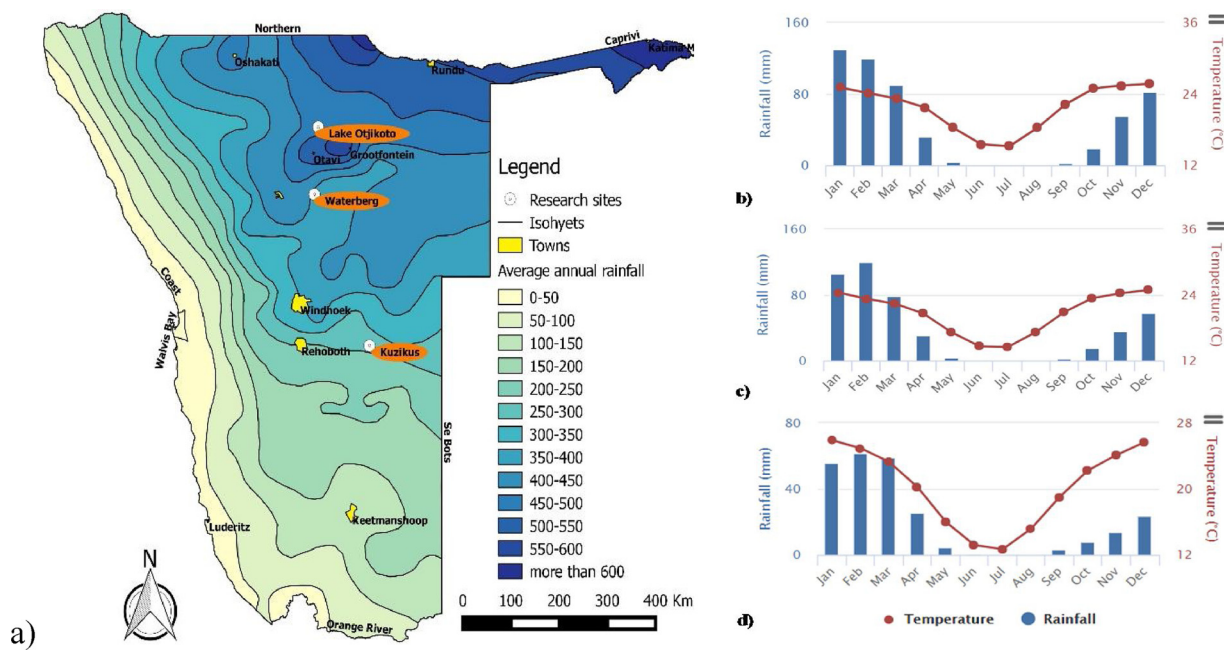 Northern
Caprivi
Katima M
Oshakati
Rundu
Lake Otjikoto
Otavi
Grootfontein
Waterberg
Coast
Walvis Bay
Windhoek
Rehoboth
Kuzikus
Se Bots
Keetmanshoop
Luderitz
Orange River
N
a)
Legend
Research sites
Isohyets
Towns
Average annual rainfall
0-50
50-100
100-150
150-200
200-250
250-300
300-350
350-400
400-450
450-500
500-550
550-600
more than 600
0 100 200 300 400 Km
160
80
0
Rainfall (mm)
36
24
12
Temperature (°C)
Jan Feb Mar Apr May Jun Jul Aug Sep Oct Nov Dec
b)
160
80
0
Rainfall (mm)
36
24
12
Temperature (°C)
Jan Feb Mar Apr May Jun Jul Aug Sep Oct Nov Dec
c)
80
40
0
Rainfall (mm)
28
20
12
Temperature (°C)
Jan Feb Mar Apr May Jun Jul Aug Sep Oct Nov Dec
d)
Temperature Rainfall